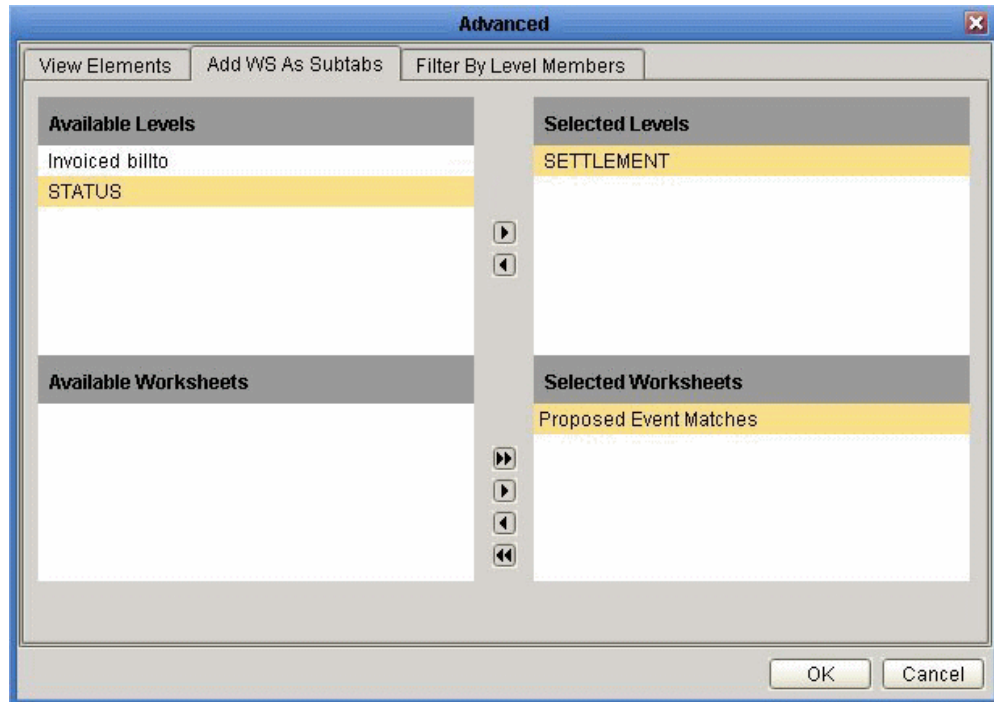 Advanced
View Elements
Add WS As Subtabs
Filter By Level Members
Available Levels
Invoiced billto
STATUS
Selected Levels
SETTLEMENT
Available Worksheets
Selected Worksheets
Proposed Event Matches
OK
Cancel